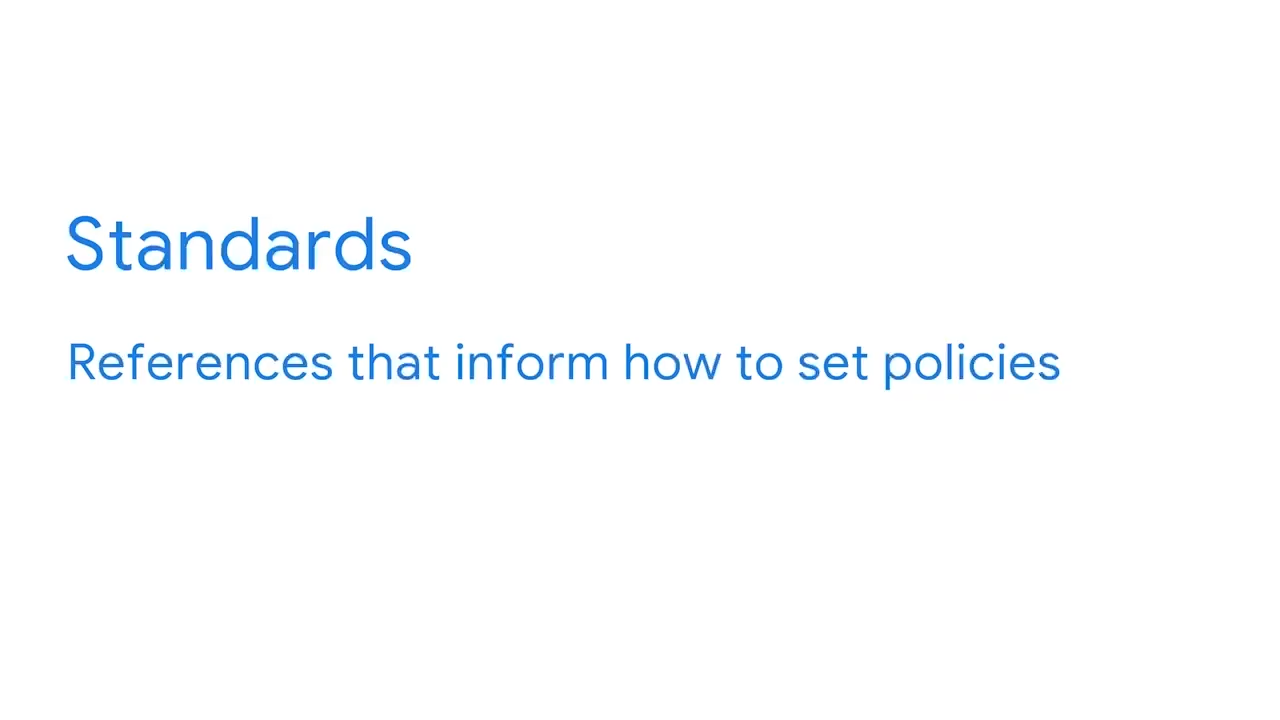 Standards
References that inform how to set policies